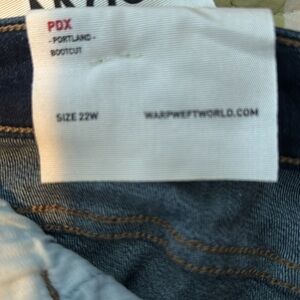 PDX
- PORTLAND -
BOOTCUT
SIZE 22W
WARPWEFTWORLD.COM